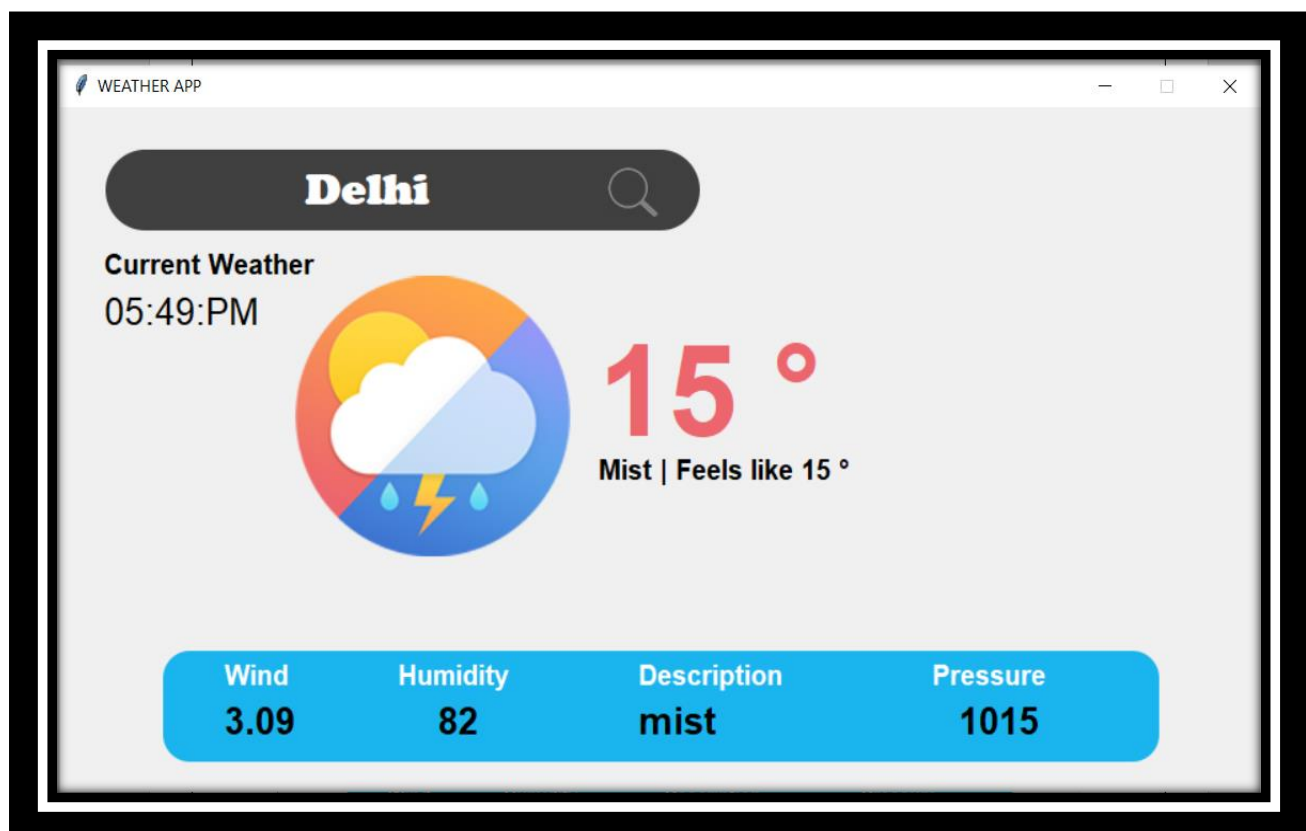 WEATHER APP
Delhi
Current Weather
05:49:PM
15 °
Mist | Feels like 15 °
Wind Humidity Description Pressure
3.09 82 mist 1015